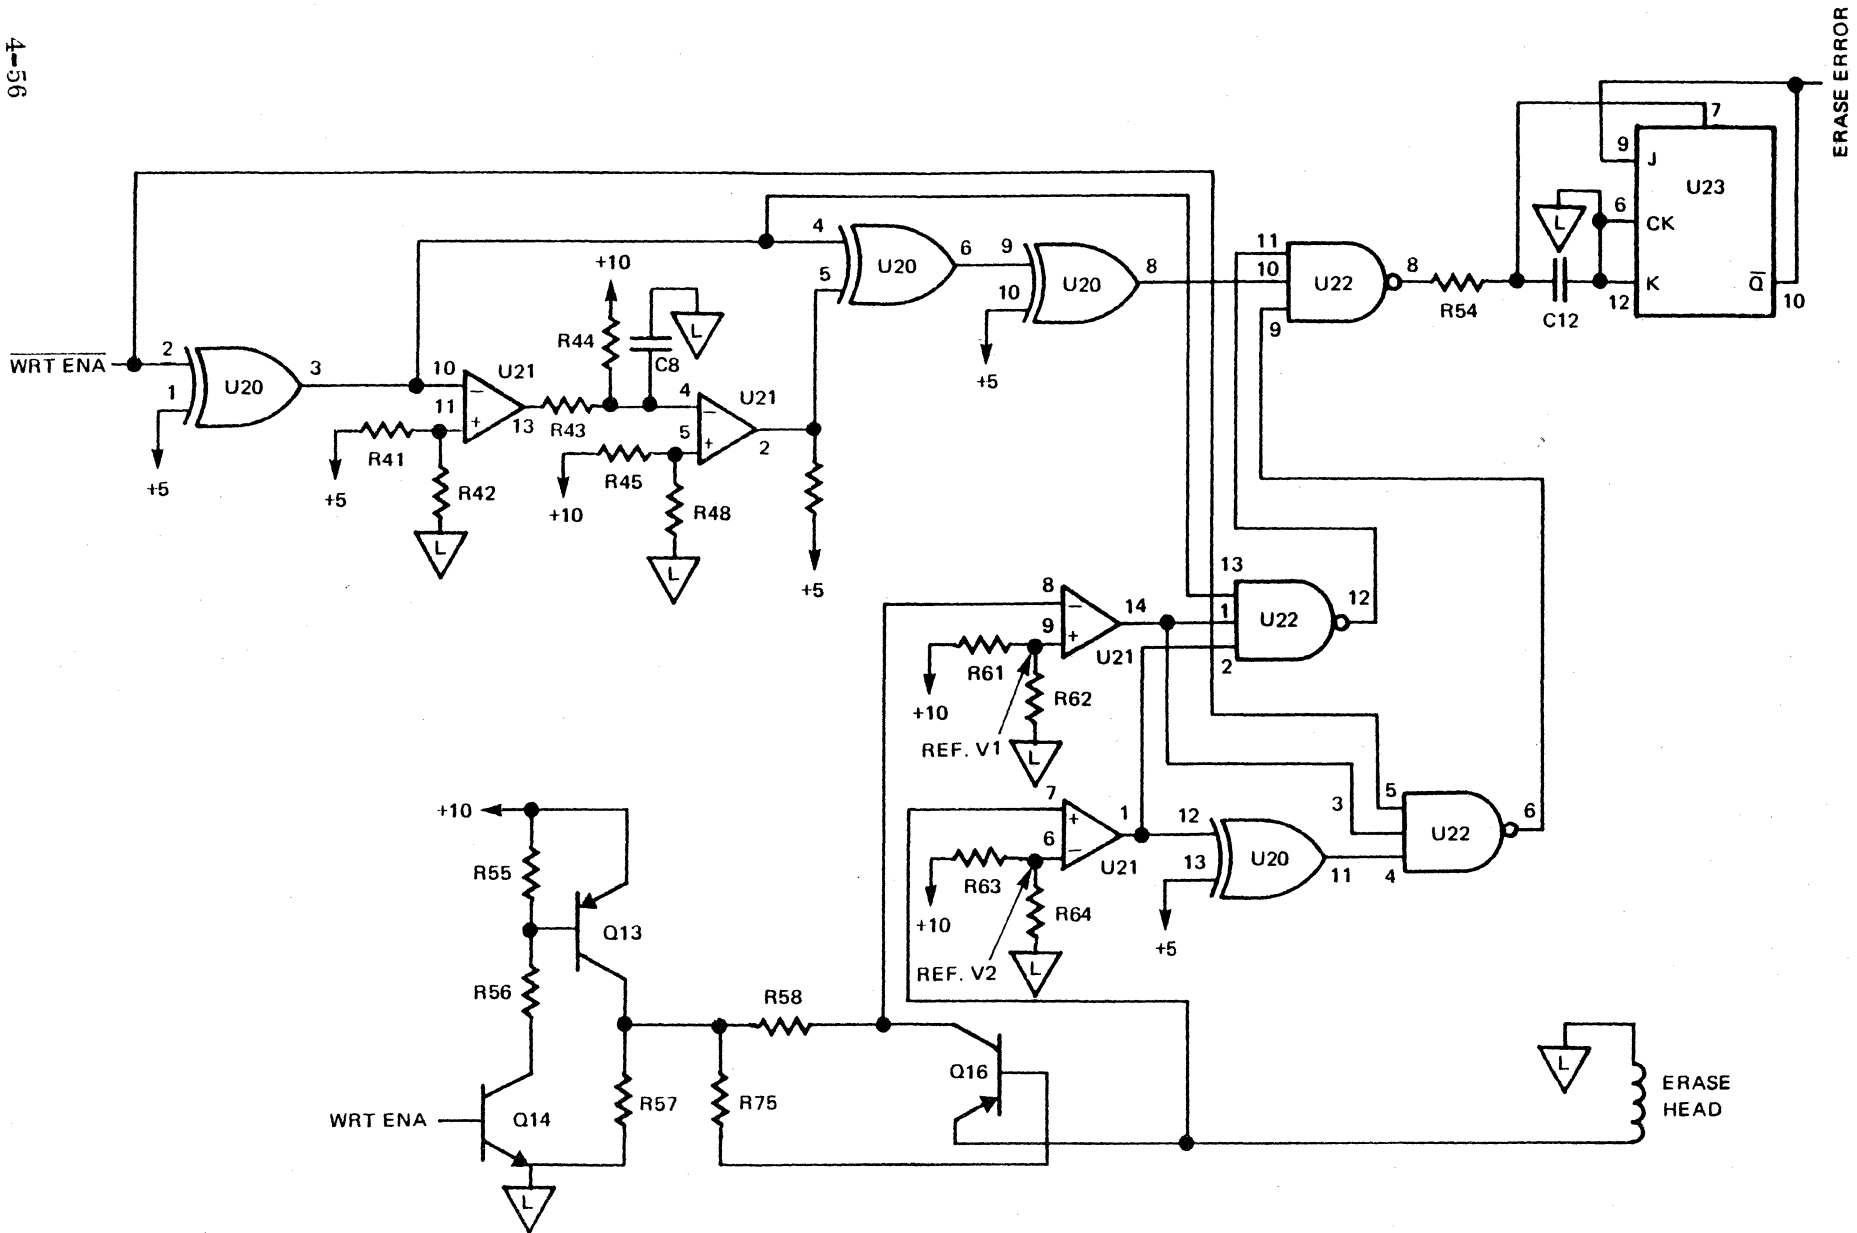 4-56
ERASE ERROR
7
9
J
U23
6
CK
L
K
Q̅
12
10
C12
R54
8
11
10
U22
9
4
U20
6
5
9
U20
8
10
+5
+10
R44
C8
L
W̅R̅T̅ ̅E̅N̅A̅
2
1
U20
3
+5
10
U21
11
13
R43
R41
+5
R42
L
4
U21
5
2
R45
+10
R48
L
+5
13
8
14
1
U22
12
9
U21
2
R61
+10
R62
REF. V1
L
7
1
12
6
U21
13
U20
11
R63
+10
R64
REF. V2
L
+5
3
5
U22
6
4
+10
R55
Q13
R56
R58
WRT ENA
Q14
R57
R75
Q16
L
L
ERASE
HEAD